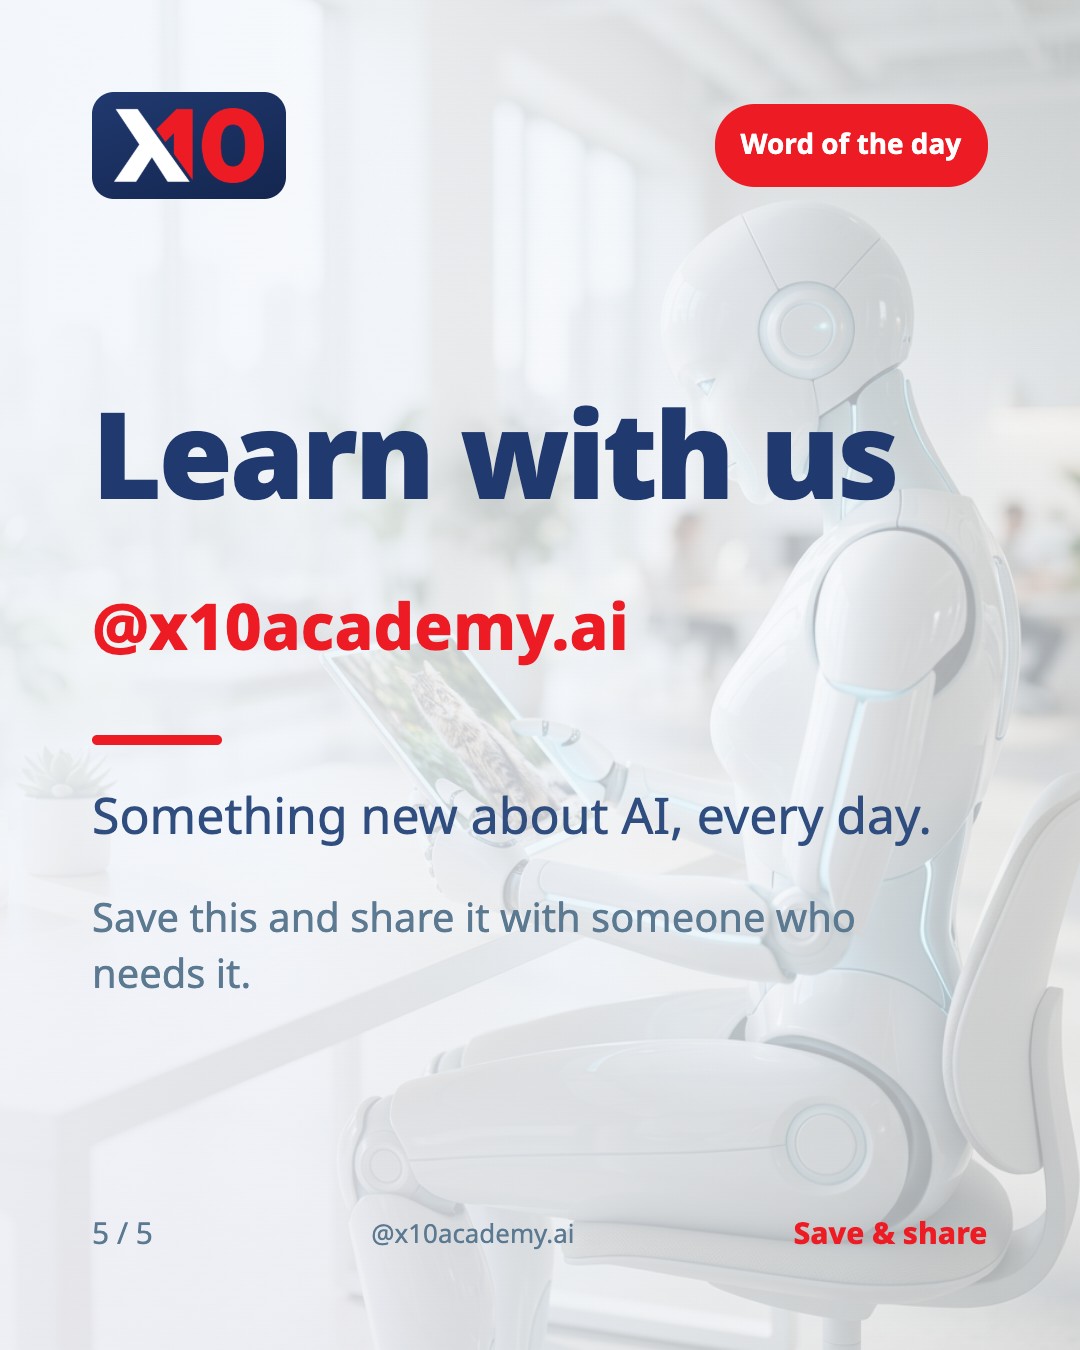 X10
Word of the day
Learn with us
@x10academy.ai
Something new about AI, every day.
Save this and share it with someone who
needs it.
5 / 5
@x10academy.ai
Save & share